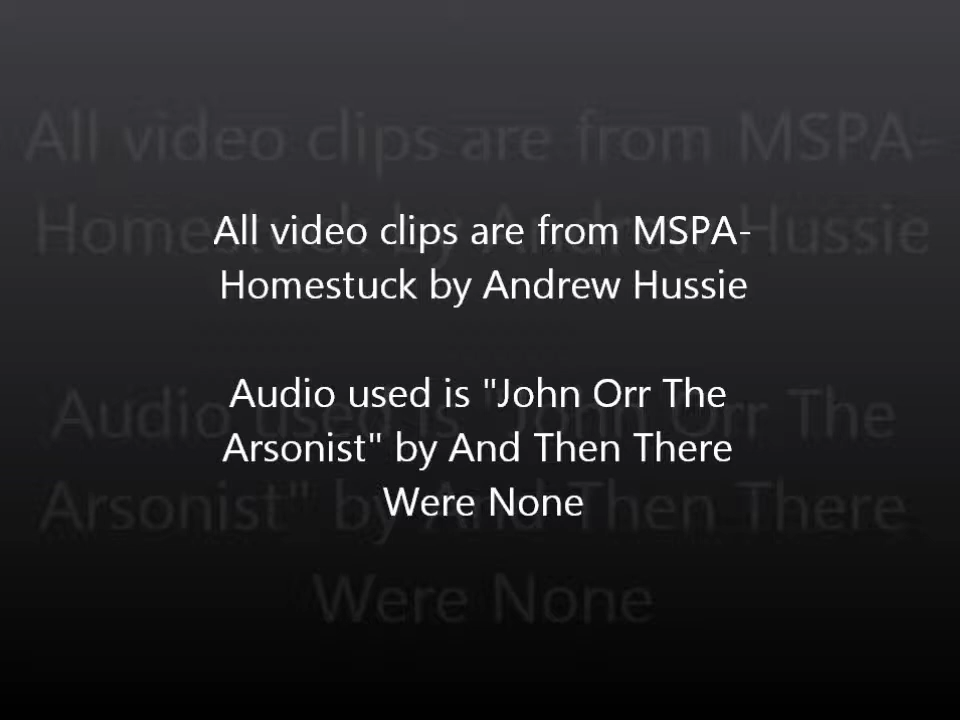 All video clips are from MSPA-
Homestuck by Andrew Hussie
Audio used is "John Orr The
Arsonist" by And Then There
Were None